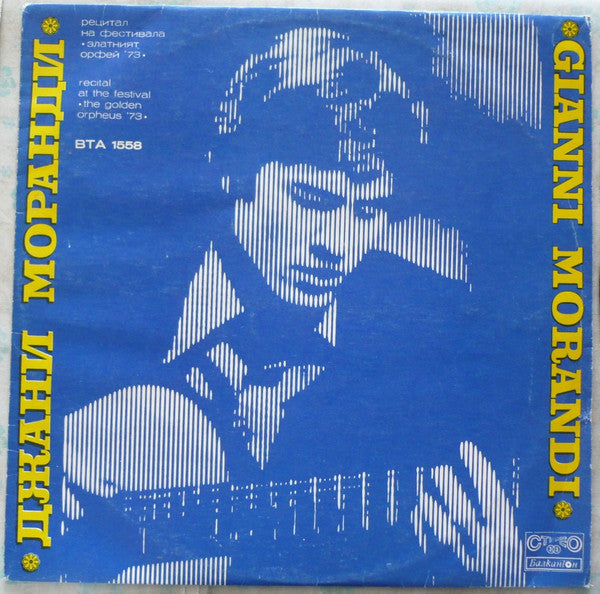 рецитал
на фестивала
•златният
орфей '73•
recital
at the festival
•the golden
orpheus '73•
ВТА 1558
ДЖАНИ МОРАНДИ
GIANNI MORANDI
СТЕРЕО
33
Балкантон